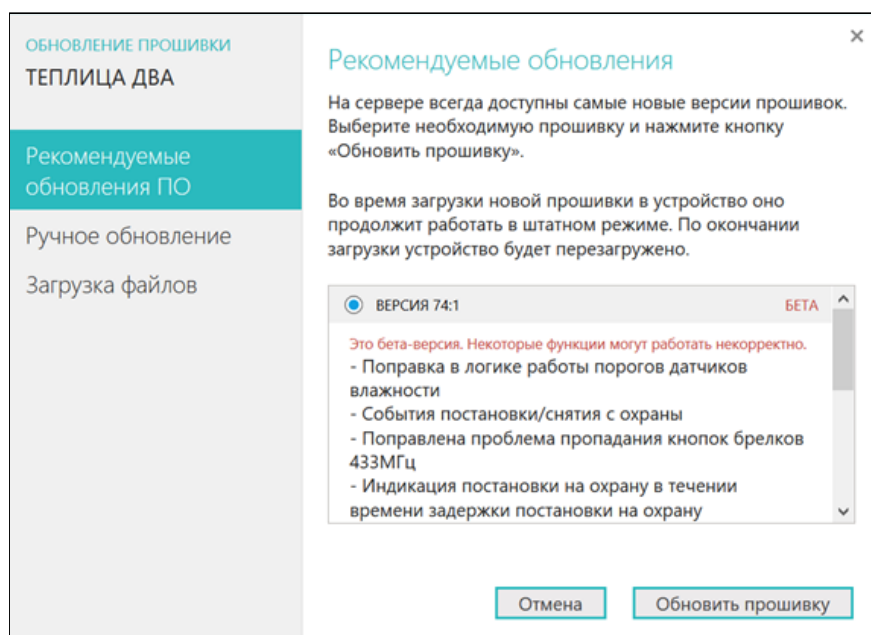 ОБНОВЛЕНИЕ ПРОШИВКИ
ТЕПЛИЦА ДВА
Рекомендуемые
обновления ПО
Ручное обновление
Загрузка файлов
Рекомендуемые обновления
На сервере всегда доступны самые новые версии прошивок.
Выберите необходимую прошивку и нажмите кнопку
«Обновить прошивку».
Во время загрузки новой прошивки в устройство оно
продолжит работать в штатном режиме. По окончании
загрузки устройство будет перезагружено.
ВЕРСИЯ 74:1 БЕТА
Это бета-версия. Некоторые функции могут работать некорректно.
- Поправка в логике работы порогов датчиков
влажности
- События постановки/снятия с охраны
- Поправлена проблема пропадания кнопок брелков
433МГц
- Индикация постановки на охрану в течении
времени задержки постановки на охрану
Отмена Обновить прошивку